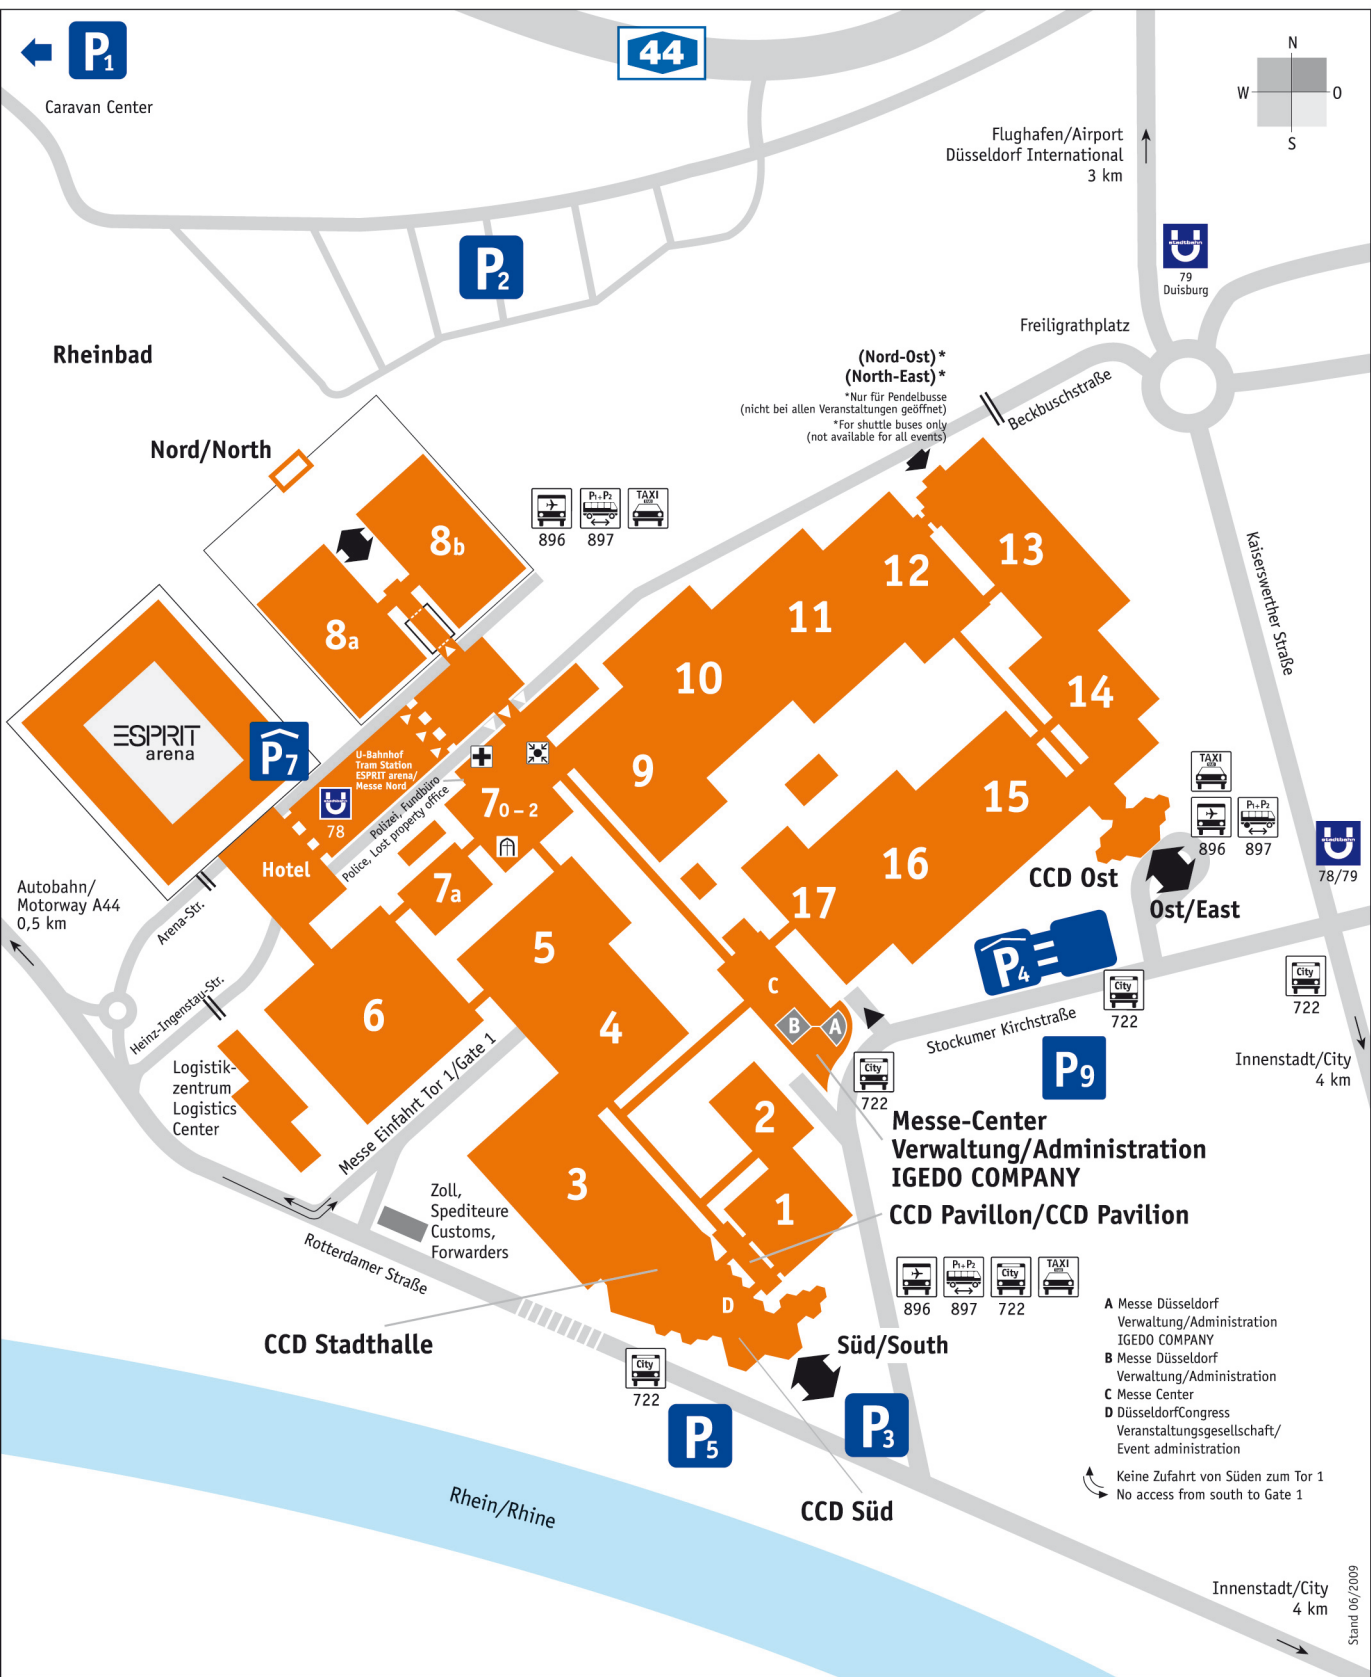 P1
Caravan Center
44
N
W
O
S
Flughafen/Airport
Düsseldorf International
3 km
stadtbahn
U
79
Duisburg
P2
Freiligrathplatz
Rheinbad
(Nord-Ost)*
(North-East)*
*Nur für Pendelbusse
(nicht bei allen Veranstaltungen geöffnet)
*For shuttle buses only
(not available for all events)
Beckbuschstraße
Nord/North
896
P1+P2
897
TAXI
8b
8a
13
12
11
10
14
9
15
16
17
Kaiserswerther Straße
ESPRIT
arena
P7
U-Bahnhof
Tram Station
ESPRIT arena/
Messe Nord
U
78
Polizei, Fundbüro
Police, Lost property office
70–2
7a
Hotel
TAXI
896
P1+P2
897
U
78/79
CCD Ost
Ost/East
Autobahn/
Motorway A44
0,5 km
Arena-Str.
Heinz-Ingenstau-Str.
5
6
4
C
B
A
P4
City
722
City
722
Stockumer Kirchstraße
Innenstadt/City
4 km
P9
City
722
Logistik-
zentrum
Logistics
Center
Messe Einfahrt Tor 1/Gate 1
2
3
1
Messe-Center
Verwaltung/Administration
IGEDO COMPANY
CCD Pavillon/CCD Pavilion
Zoll,
Spediteure
Customs,
Forwarders
Rotterdamer Straße
896
P1+P2
897
City
722
TAXI
D
CCD Stadthalle
Süd/South
City
722
P5
P3
CCD Süd
Rhein/Rhine
A Messe Düsseldorf
Verwaltung/Administration
IGEDO COMPANY
B Messe Düsseldorf
Verwaltung/Administration
C Messe Center
D DüsseldorfCongress
Veranstaltungsgesellschaft/
Event administration
Keine Zufahrt von Süden zum Tor 1
No access from south to Gate 1
Innenstadt/City
4 km
Stand 06/2009